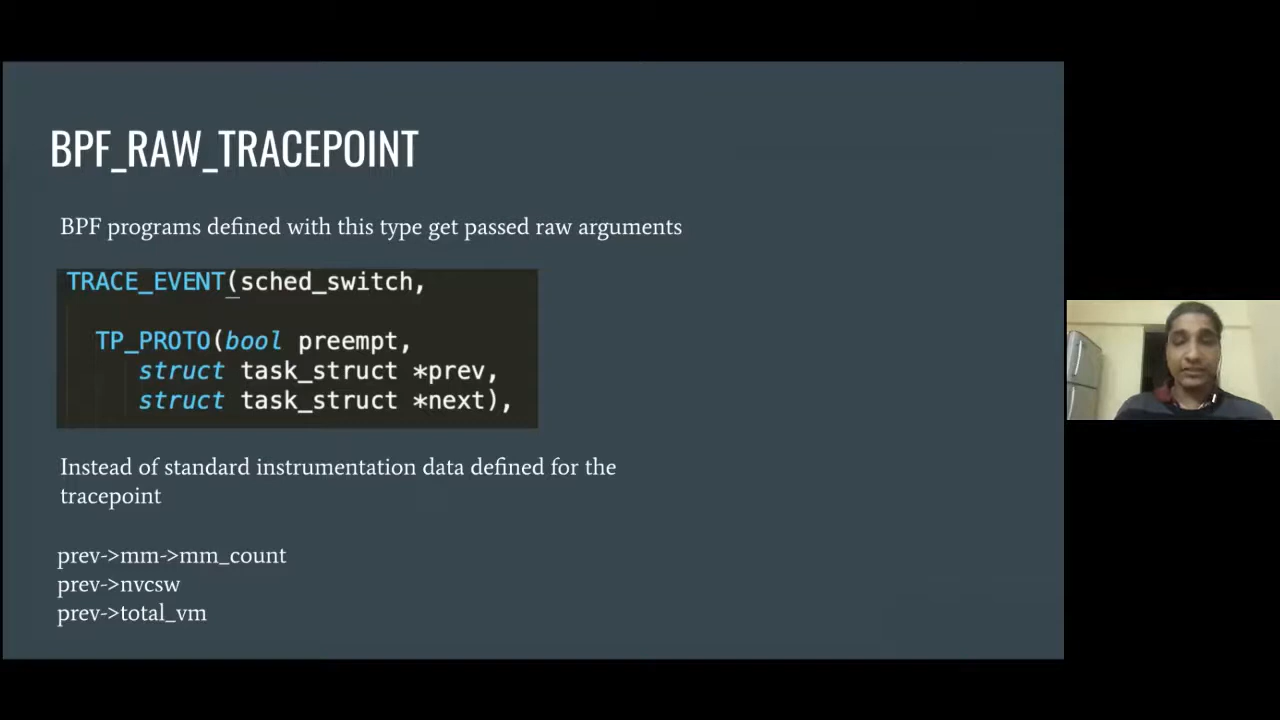 BPF_RAW_TRACEPOINT
BPF programs defined with this type get passed raw arguments
TRACE_EVENT(sched_switch,
TP_PROTO(bool preempt,
struct task_struct *prev,
struct task_struct *next),
Instead of standard instrumentation data defined for the
tracepoint
prev->mm->mm_count
prev->nvcsw
prev->total_vm